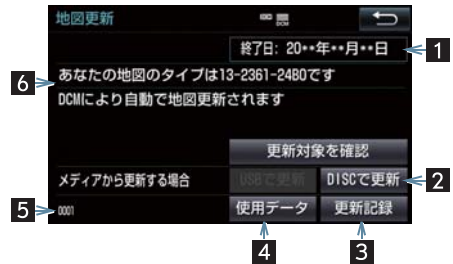 地図更新
終了日: 20••年••月••日 1
6 あなたの地図のタイプは13-2361-24B0です
DCMにより自動で地図更新されます
更新対象を確認
メディアから更新する場合 USBで更新 DISCで更新 2
5 0001 使用データ 更新記録
4 3